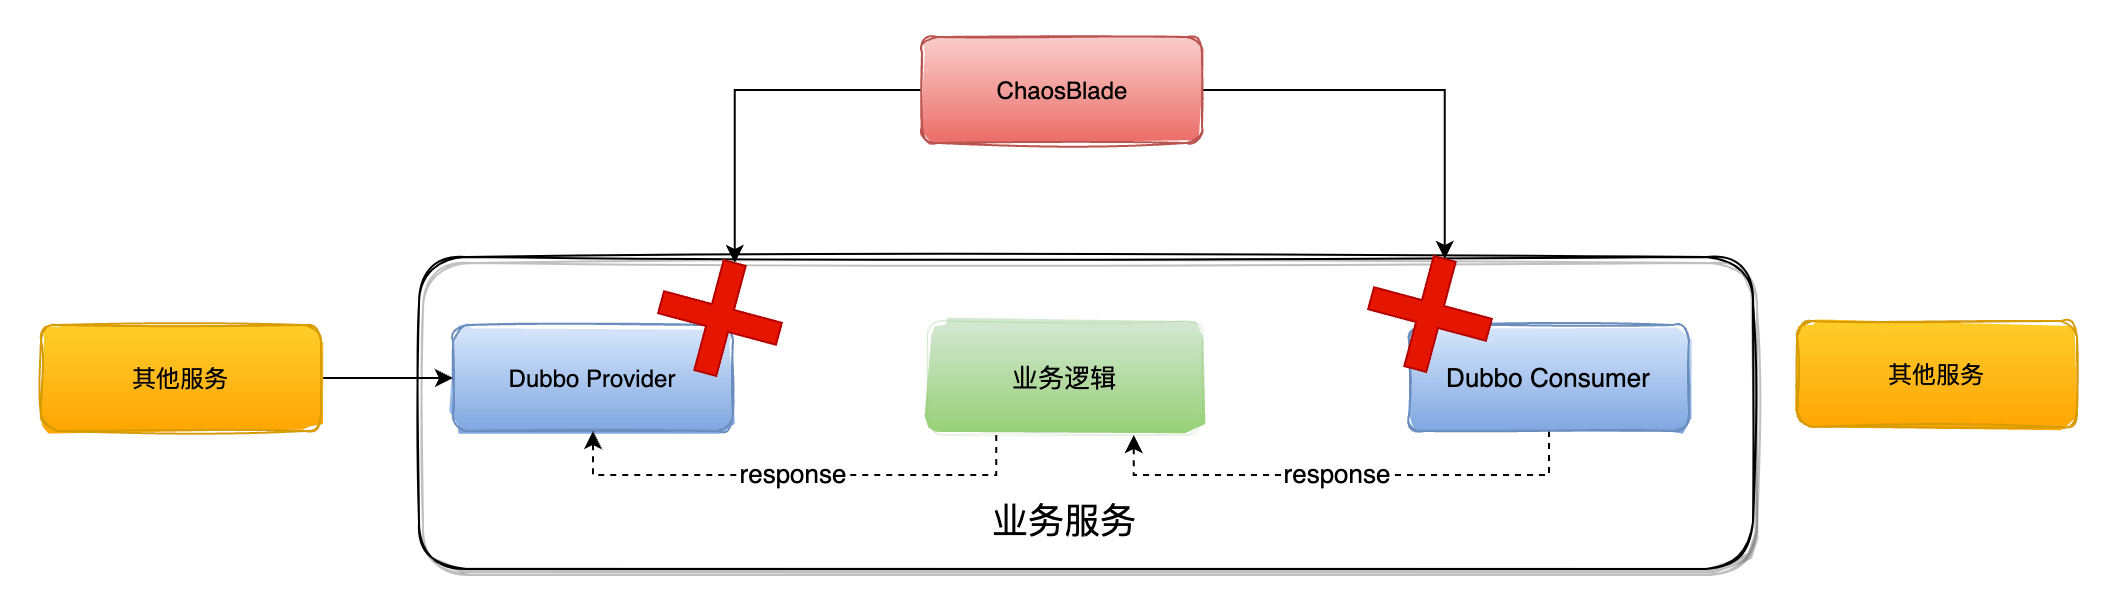 ChaosBlade
其他服务
Dubbo Provider
业务逻辑
Dubbo Consumer
其他服务
response
response
业务服务